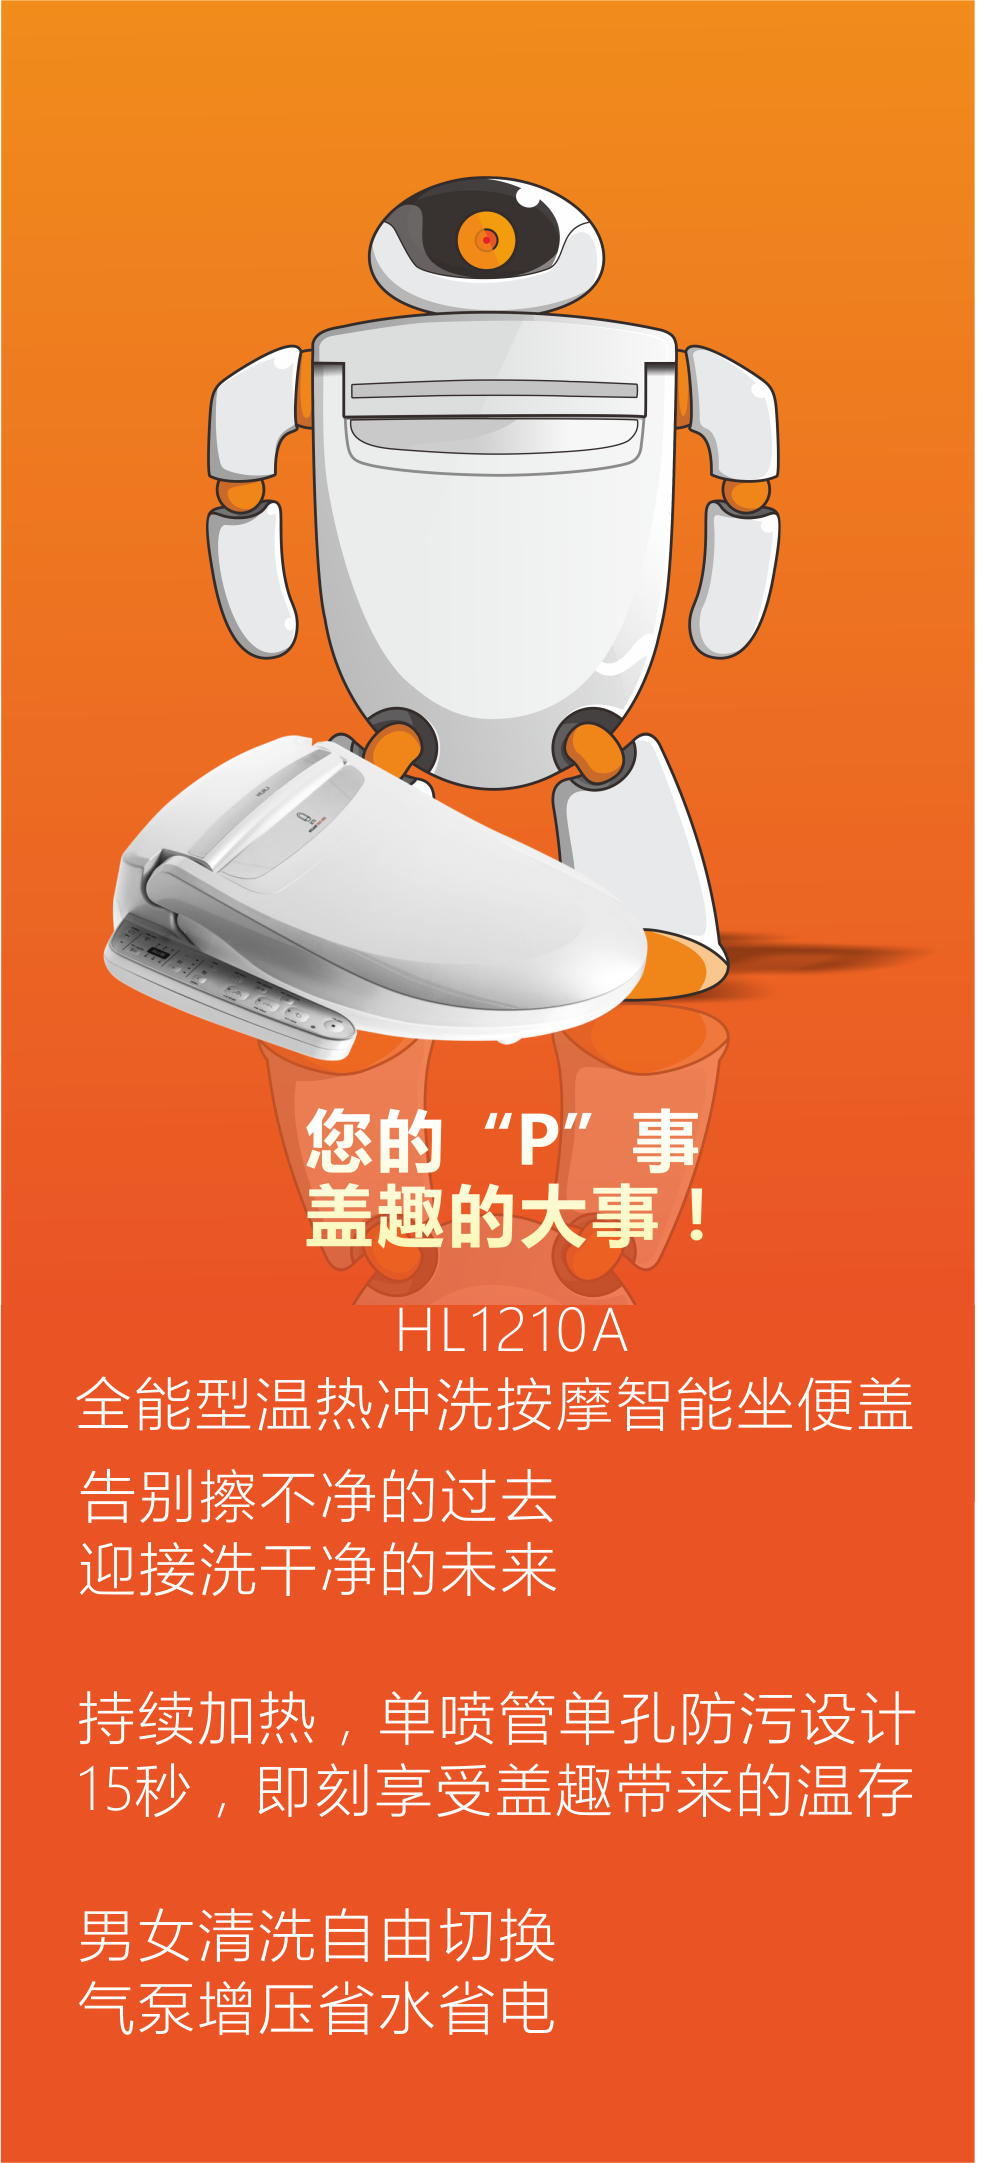 您的“P”事
盖趣的大事！
HL1210A
全能型温热冲洗按摩智能坐便盖
告别擦不净的过去
迎接洗干净的未来
持续加热，单喷管单孔防污设计
15秒，即刻享受盖趣带来的温存
男女清洗自由切换
气泵增压省水省电